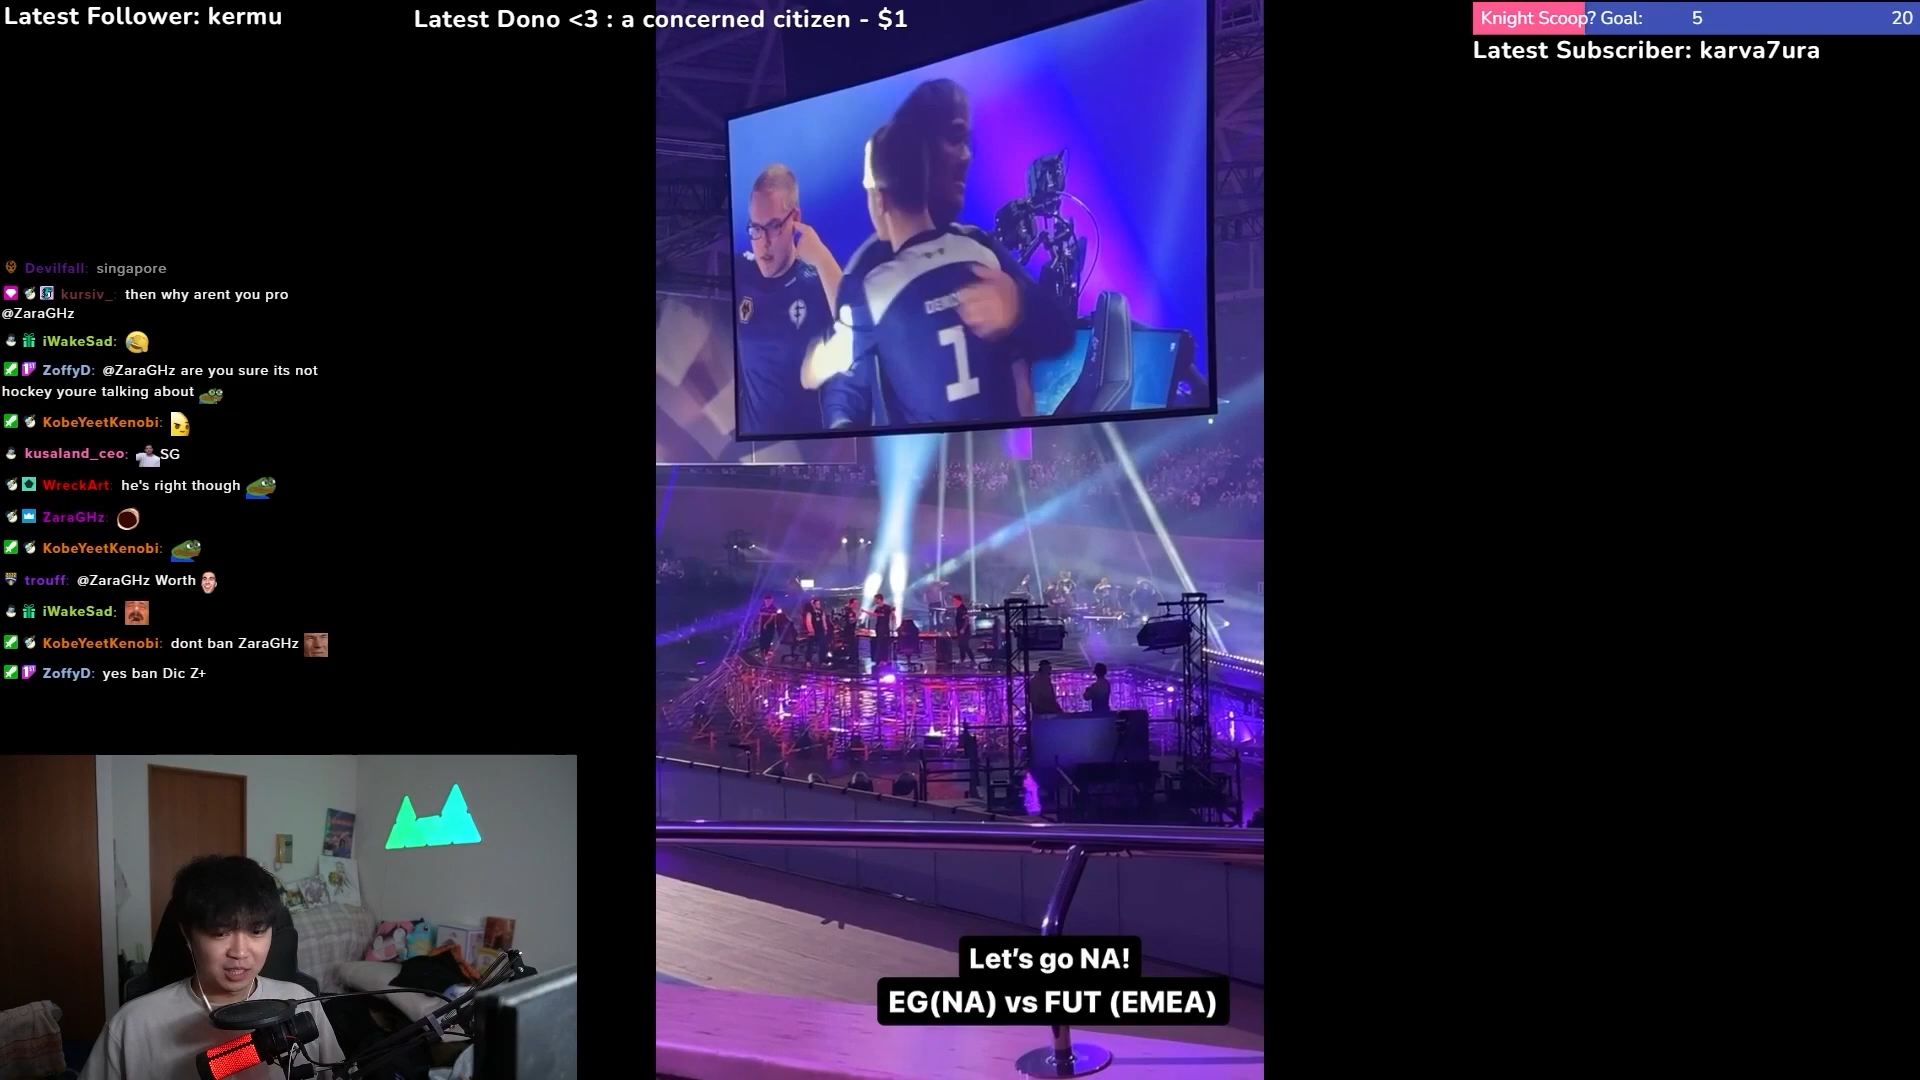 Latest Follower: kermu
Latest Dono <3 : a concerned citizen - $1
Knight Scoop? Goal: 5 20
Latest Subscriber: karva7ura
Devilfall: singapore
kursiv_: then why arent you pro
@ZaraGHz
iWakeSad:
ZoffyD: @ZaraGHz are you sure its not
hockey youre talking about
KobeYeetKenobi:
kusaland_ceo: SG
WreckArt: he's right though
ZaraGHz:
KobeYeetKenobi:
trouff: @ZaraGHz Worth
iWakeSad:
KobeYeetKenobi: dont ban ZaraGHz
ZoffyD: yes ban Dic Z+
1
Let's go NA!
EG(NA) vs FUT (EMEA)